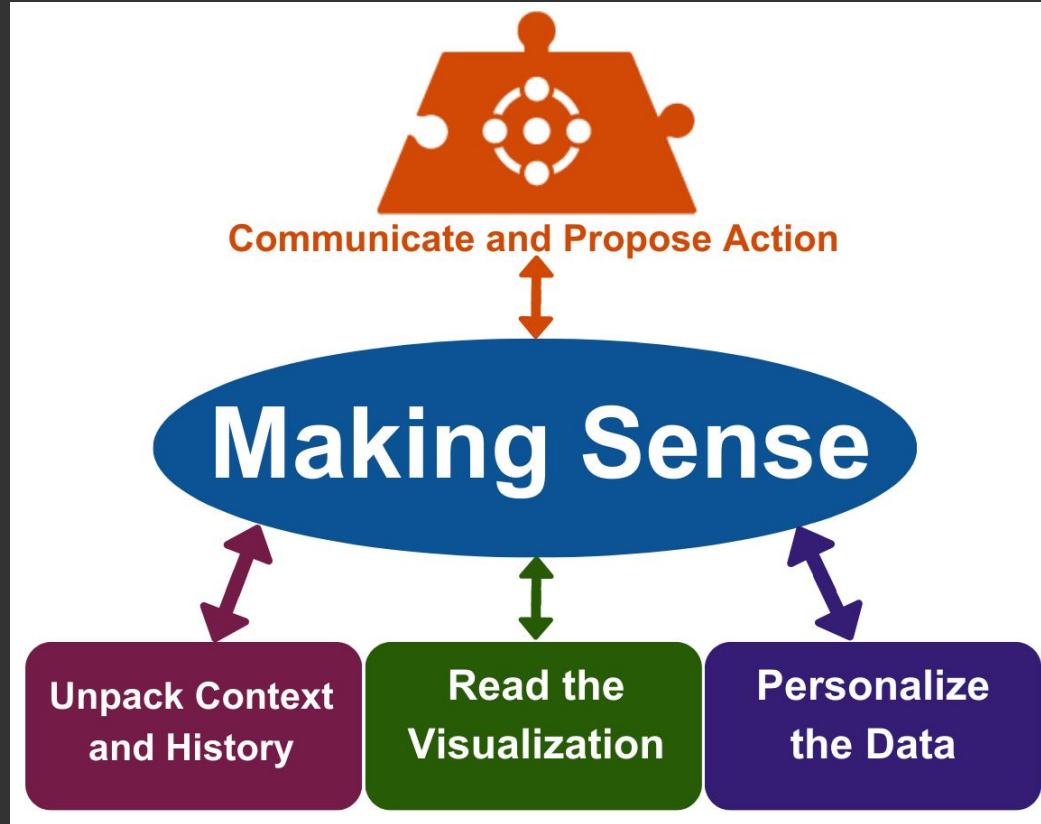 Communicate and Propose Action
Making Sense
Unpack Context
and History
Read the
Visualization
Personalize
the Data